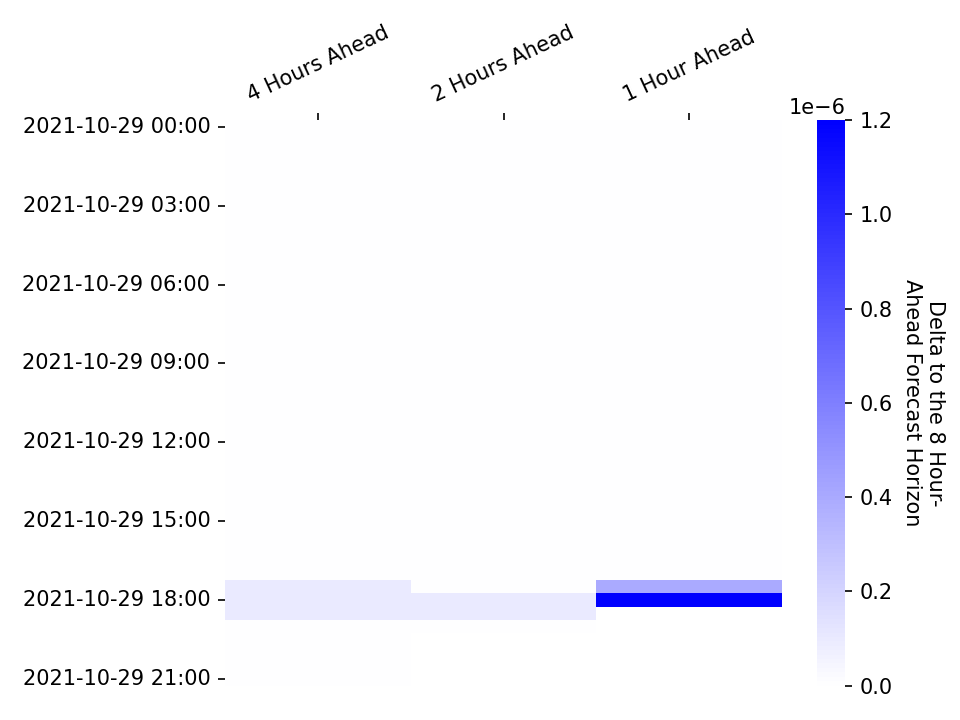 4 Hours Ahead
2 Hours Ahead
1 Hour Ahead
1e−6
2021-10-29 00:00
2021-10-29 03:00
2021-10-29 06:00
2021-10-29 09:00
2021-10-29 12:00
2021-10-29 15:00
2021-10-29 18:00
2021-10-29 21:00
1.2
1.0
0.8
0.6
0.4
0.2
0.0
Delta to the 8 Hour-
Ahead Forecast Horizon